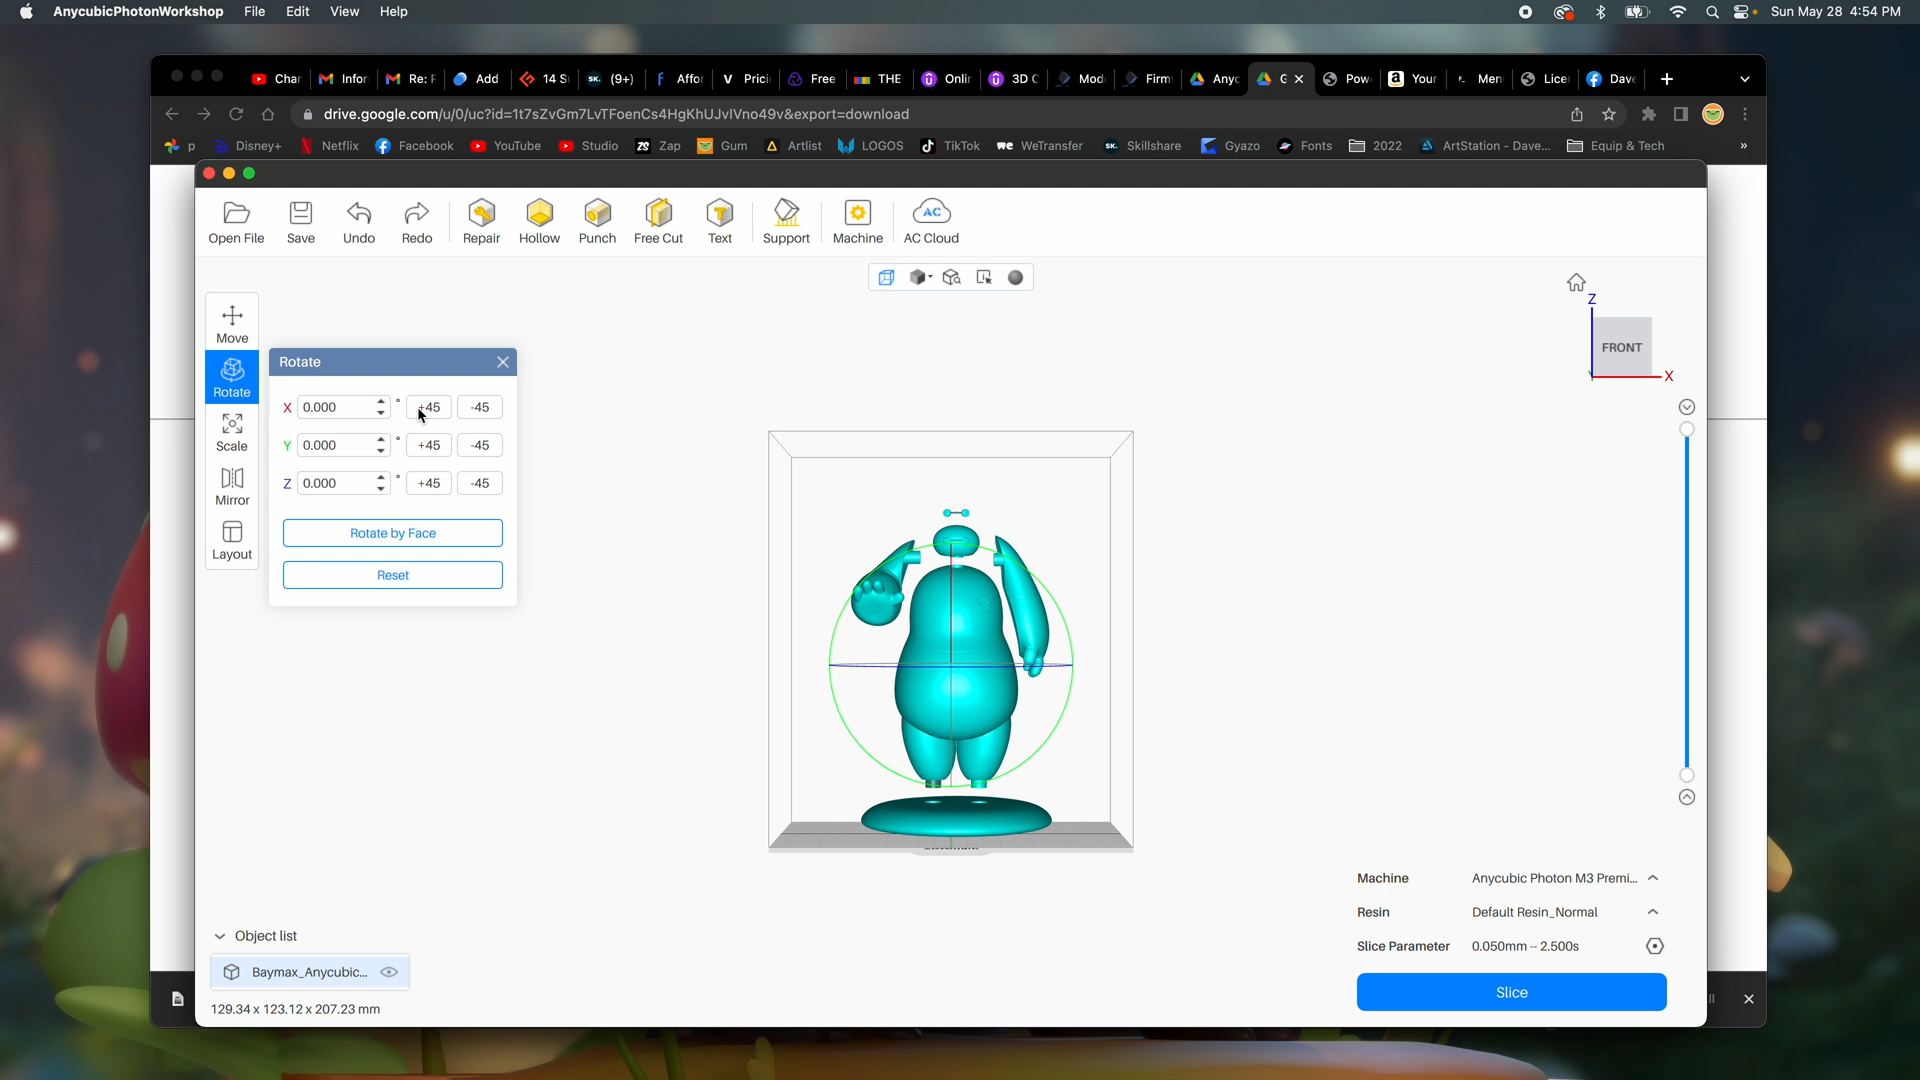 AnycubicPhotonWorkshop File Edit View Help Sun May 28 4:54 PM
Char Infor Re: F Add 14 S (9+) Affor Prici Free THE Onlin 3D C Mod Firm Anyc G Pow Your Men Licer Dave
drive.google.com/u/0/uc?id=1t7sZvGm7LvTFoenCs4HgKhUJvIVno49v&export=download
p Disney+ Netflix Facebook YouTube Studio Zap Gum Artlist LOGOS TikTok WeTransfer Skillshare Gyazo Fonts 2022 ArtStation - Dave... Equip & Tech »
Open File Save Undo Redo Repair Hollow Punch Free Cut Text Support Machine AC Cloud
Move
Rotate
Scale
Mirror
Layout
Rotate
X 0.000 ° +45 -45
Y 0.000 ° +45 -45
Z 0.000 ° +45 -45
Rotate by Face
Reset
Z
FRONT
X
Machine Anycubic Photon M3 Premi...
Resin Default Resin_Normal
Slice Parameter 0.050mm -- 2.500s
Slice
Object list
Baymax_Anycubic...
129.34 x 123.12 x 207.23 mm